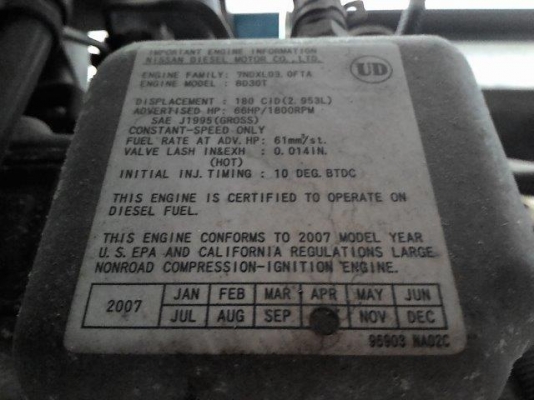 IMPORTANT ENGINE INFORMATION
NISSAN DIESEL MOTOR CO., LTD.
UD
ENGINE FAMILY: 7NDXL03.0FTA
ENGINE MODEL : BD30T
DISPLACEMENT : 180 CID(2.953L)
ADVERTISED HP: 66HP/1800RPM
SAE J1995(GROSS)
CONSTANT-SPEED ONLY
FUEL RATE AT ADV. HP: 61mm³/st.
VALVE LASH IN&EXH : 0.014IN.
(HOT)
INITIAL INJ. TIMING : 10 DEG. BTDC
THIS ENGINE IS CERTIFIED TO OPERATE ON
DIESEL FUEL.
THIS ENGINE CONFORMS TO 2007 MODEL YEAR
U.S. EPA AND CALIFORNIA REGULATIONS LARGE
NONROAD COMPRESSION-IGNITION ENGINE.
2007 JAN FEB MAR APR MAY JUN
JUL AUG SEP NOV DEC
95903 NA02C